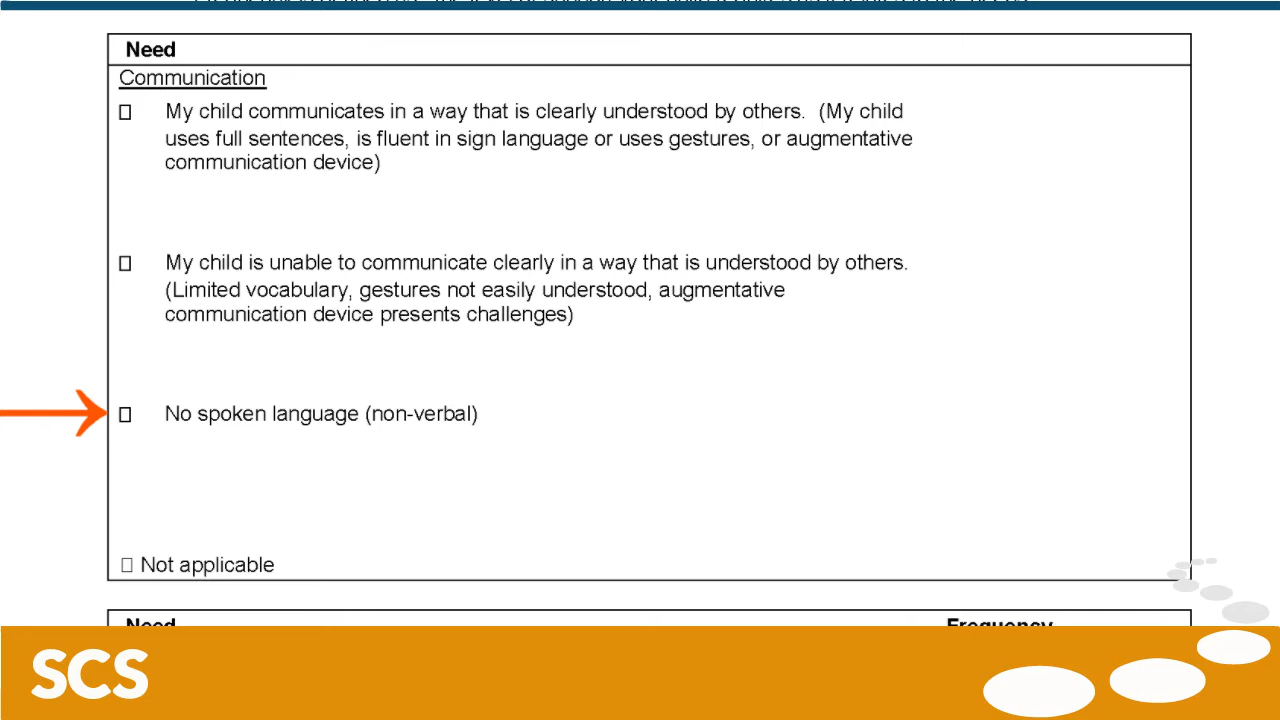 Need
Communication
My child communicates in a way that is clearly understood by others. (My child
uses full sentences, is fluent in sign language or uses gestures, or augmentative
communication device)
My child is unable to communicate clearly in a way that is understood by others.
(Limited vocabulary, gestures not easily understood, augmentative
communication device presents challenges)
No spoken language (non-verbal)
Not applicable
Need Frequency
SCS